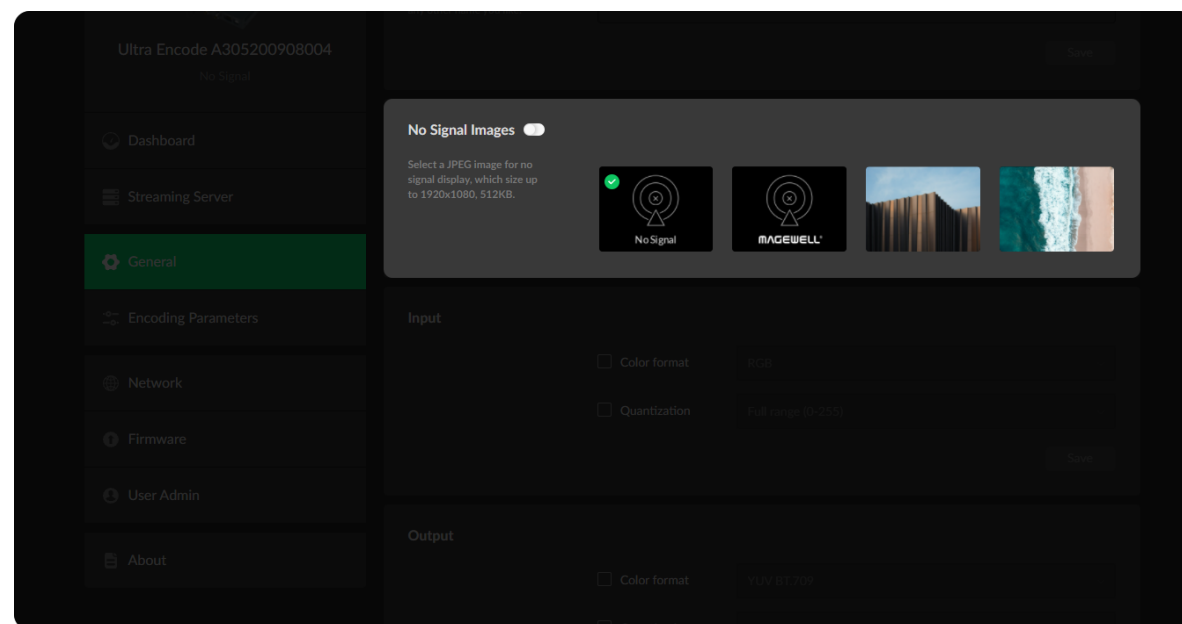 Ultra Encode A305200908004
No Signal
Save
Dashboard
Streaming Server
General
Encoding Parameters
Network
Firmware
User Admin
About
No Signal Images
Select a JPEG image for no
signal display, which size up
to 1920x1080, 512KB.
No Signal
MAGEWELL®
Input
Color format
RGB
Quantization
Full range (0-255)
Save
Output
Color format
YUV BT.709